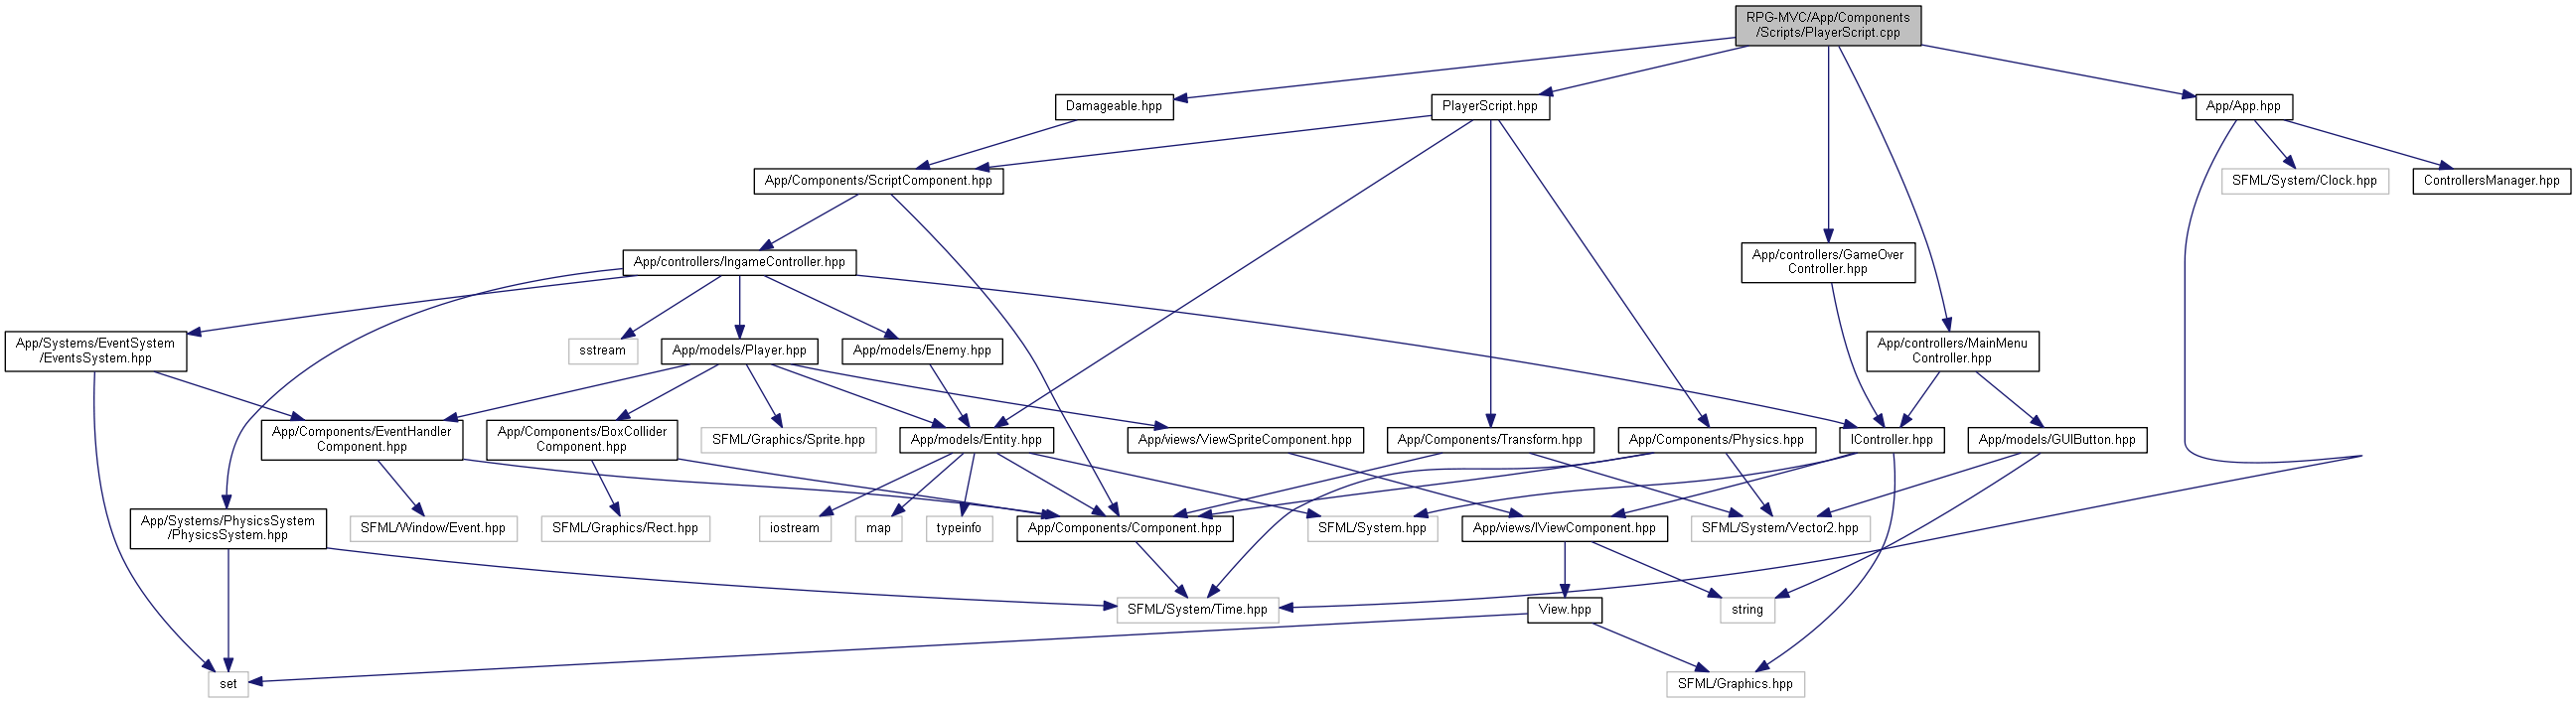 RPG-MVC/App/Components
/Scripts/PlayerScript.cpp
Damageable.hpp
PlayerScript.hpp
App/App.hpp
App/Components/ScriptComponent.hpp
SFML/System/Clock.hpp
ControllersManager.hpp
App/controllers/IngameController.hpp
App/controllers/GameOver
Controller.hpp
App/Systems/EventSystem
/EventsSystem.hpp
sstream
App/models/Player.hpp
App/models/Enemy.hpp
App/controllers/MainMenu
Controller.hpp
App/Components/EventHandler
Component.hpp
App/Components/BoxCollider
Component.hpp
SFML/Graphics/Sprite.hpp
App/models/Entity.hpp
App/views/ViewSpriteComponent.hpp
App/Components/Transform.hpp
App/Components/Physics.hpp
IController.hpp
App/models/GUIButton.hpp
App/Systems/PhysicsSystem
/PhysicsSystem.hpp
SFML/Window/Event.hpp
SFML/Graphics/Rect.hpp
iostream
map
typeinfo
App/Components/Component.hpp
SFML/System.hpp
App/views/IViewComponent.hpp
SFML/System/Vector2.hpp
SFML/System/Time.hpp
View.hpp
string
set
SFML/Graphics.hpp